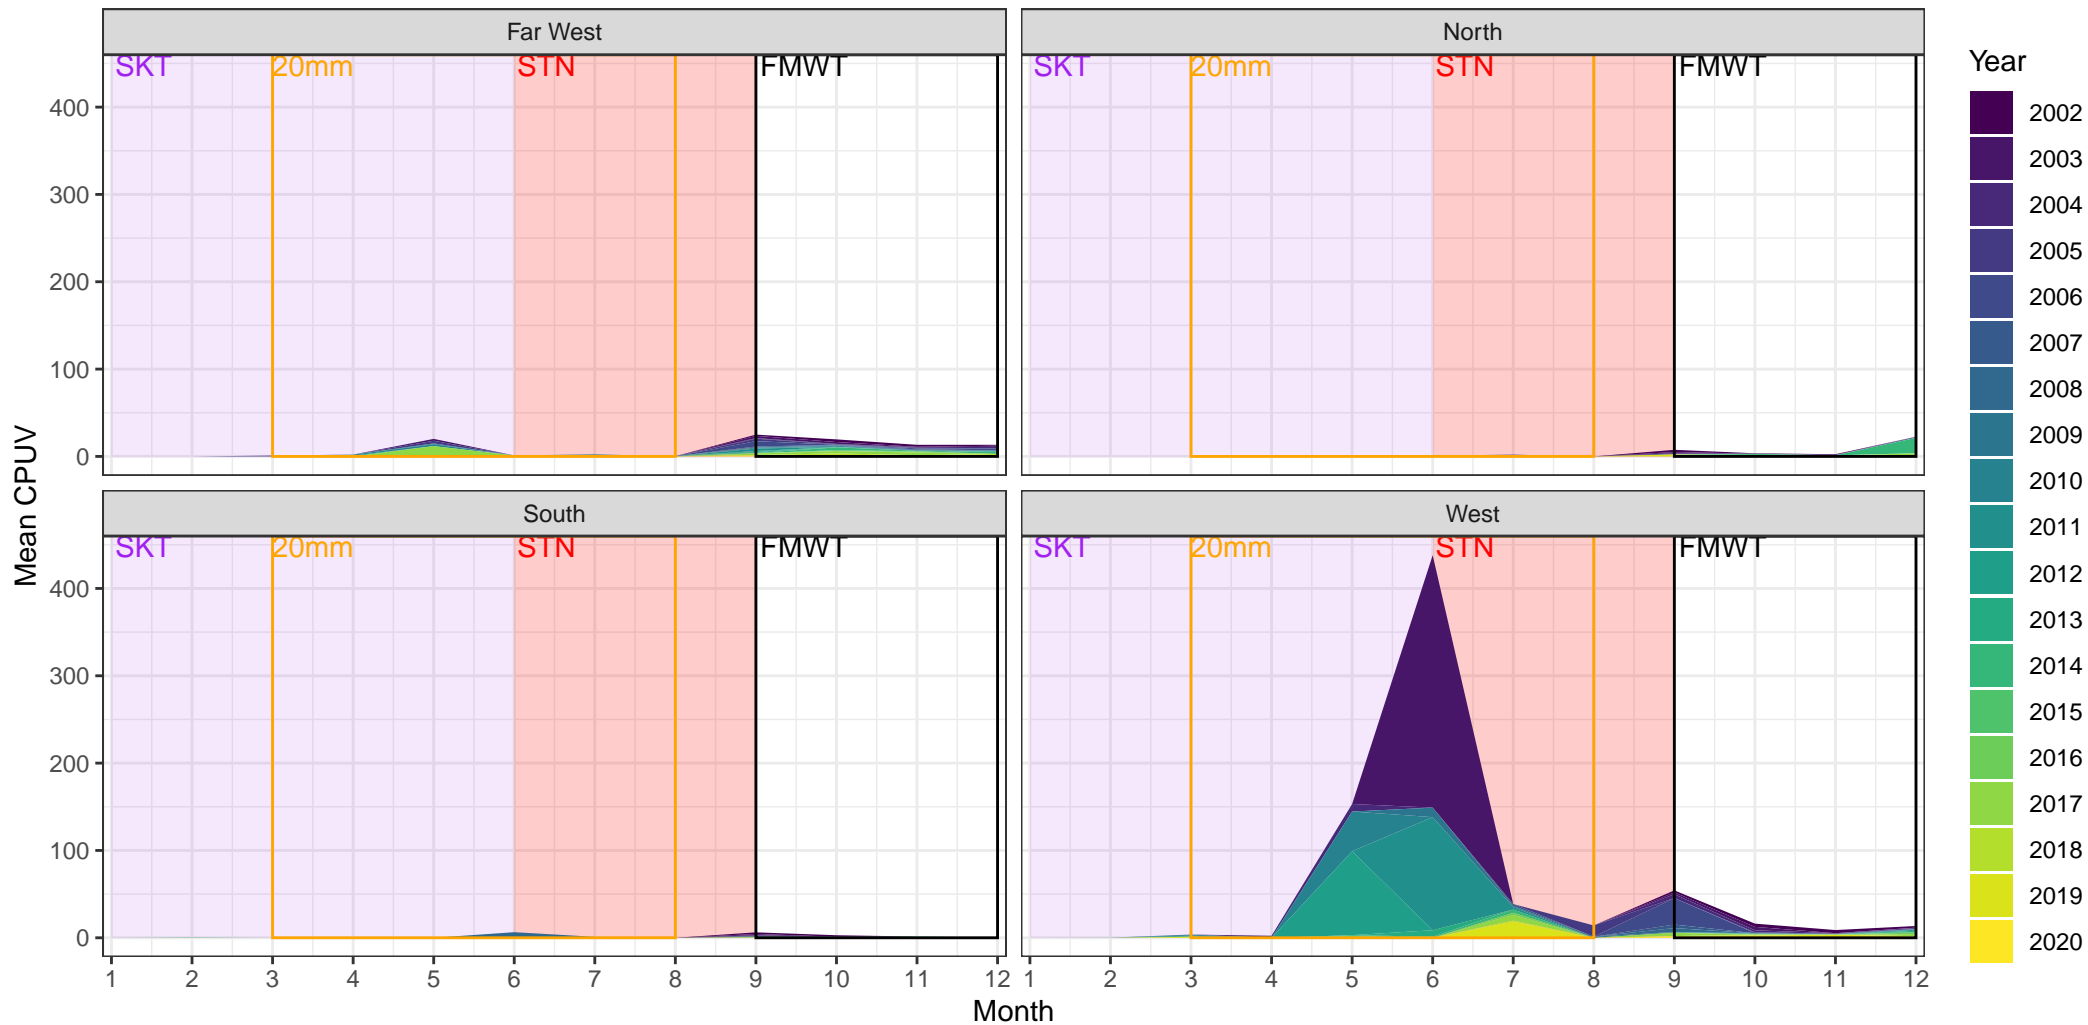 Far West
North
SKT 20mm STN FMWT
SKT 20mm STN FMWT
400
300
200
100
0
South
West
SKT 20mm STN FMWT
SKT 20mm STN FMWT
400
300
200
100
0
1 2 3 4 5 6 7 8 9 10 11 12
1 2 3 4 5 6 7 8 9 10 11 12
Month
Mean CPUV
Year
2002
2003
2004
2005
2006
2007
2008
2009
2010
2011
2012
2013
2014
2015
2016
2017
2018
2019
2020